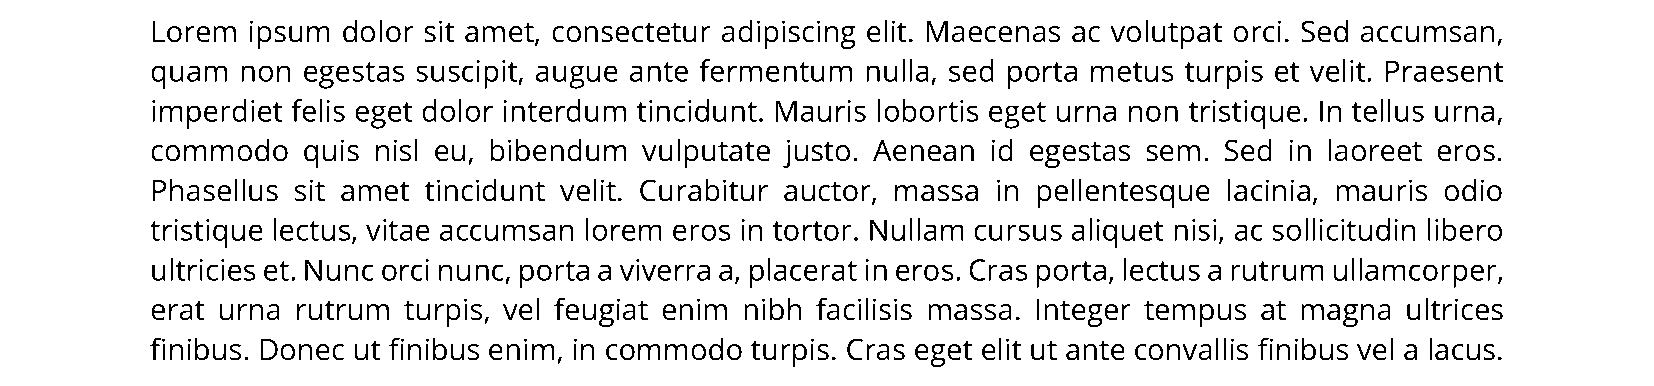 Lorem ipsum dolor sit amet, consectetur adipiscing elit. Maecenas ac volutpat orci. Sed accumsan,
quam non egestas suscipit, augue ante fermentum nulla, sed porta metus turpis et velit. Praesent
imperdiet felis eget dolor interdum tincidunt. Mauris lobortis eget urna non tristique. In tellus urna,
commodo quis nisl eu, bibendum vulputate justo. Aenean id egestas sem. Sed in laoreet eros.
Phasellus sit amet tincidunt velit. Curabitur auctor, massa in pellentesque lacinia, mauris odio
tristique lectus, vitae accumsan lorem eros in tortor. Nullam cursus aliquet nisi, ac sollicitudin libero
ultricies et. Nunc orci nunc, porta a viverra a, placerat in eros. Cras porta, lectus a rutrum ullamcorper,
erat urna rutrum turpis, vel feugiat enim nibh facilisis massa. Integer tempus at magna ultrices
finibus. Donec ut finibus enim, in commodo turpis. Cras eget elit ut ante convallis finibus vel a lacus.